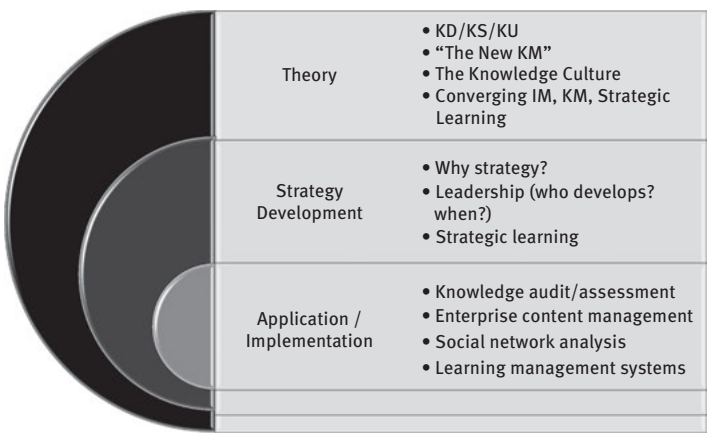 Theory
• KD/KS/KU
• “The New KM”
• The Knowledge Culture
• Converging IM, KM, Strategic
Learning
Strategy
Development
• Why strategy?
• Leadership (who develops?
when?)
• Strategic learning
Application /
Implementation
• Knowledge audit/assessment
• Enterprise content management
• Social network analysis
• Learning management systems